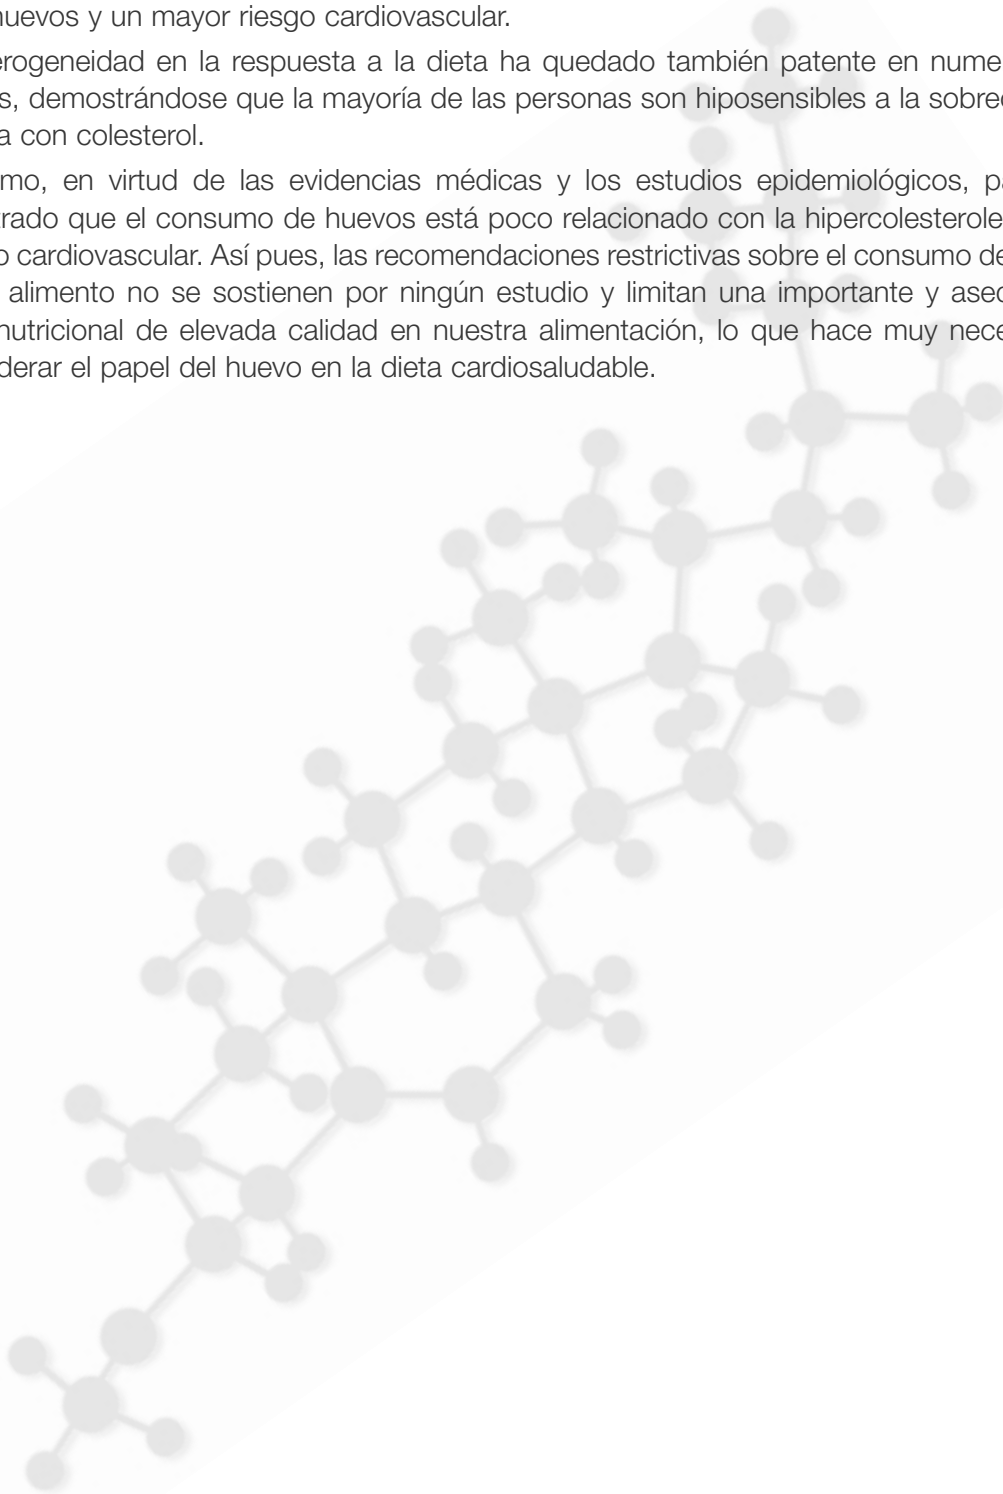 huevos y un mayor riesgo cardiovascular.
erogeneidad en la respuesta a la dieta ha quedado también patente en nume
s, demostrándose que la mayoría de las personas son hiposensibles a la sobre
a con colesterol.
mo, en virtud de las evidencias médicas y los estudios epidemiológicos, pa
trado que el consumo de huevos está poco relacionado con la hipercolesterole
o cardiovascular. Así pues, las recomendaciones restrictivas sobre el consumo de
alimento no se sostienen por ningún estudio y limitan una importante y aseq
nutricional de elevada calidad en nuestra alimentación, lo que hace muy nece
derar el papel del huevo en la dieta cardiosaludable.